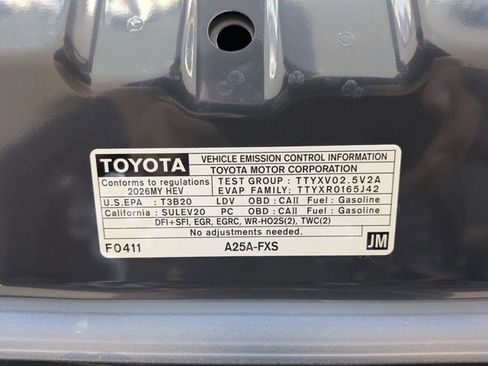 TOYOTA
VEHICLE EMISSION CONTROL INFORMATION
TOYOTA MOTOR CORPORATION
Conforms to regulations
2026MY HEV
TEST GROUP : TTYXV02.5V2A
EVAP FAMILY: TTYXR0165J42
U.S.EPA : T3B20 LDV OBD : CAII Fuel : Gasoline
California : SULEV20 PC OBD : CAII Fuel : Gasoline
DFI+SFI, EGR, EGRC, WR-HO2S(2), TWC(2)
No adjustments needed.
F0411 A25A-FXS JM